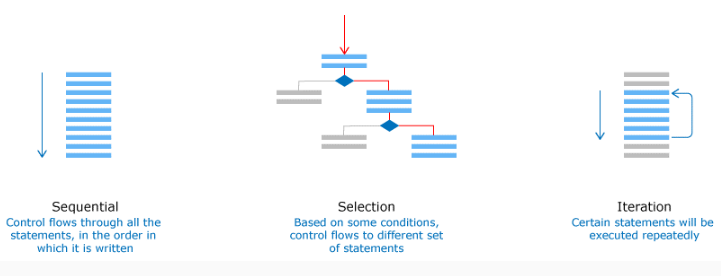 Sequential
Control flows through all the
statements, in the order in
which it is written
Selection
Based on some conditions,
control flows to different set
of statements
Iteration
Certain statements will be
executed repeatedly